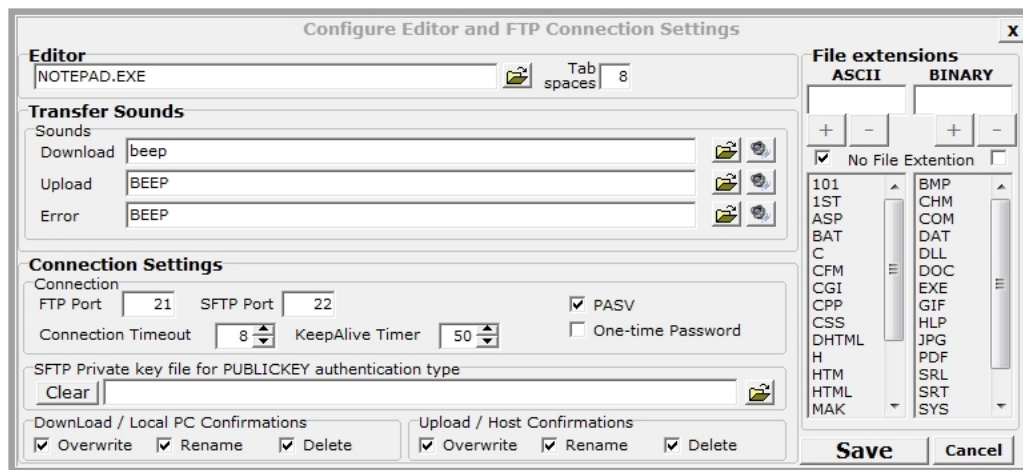 Configure Editor and FTP Connection Settings
X
Editor
NOTEPAD.EXE
Tab spaces 8
Transfer Sounds
Sounds
Download beep
Upload BEEP
Error BEEP
Connection Settings
Connection
FTP Port 21 SFTP Port 22
PASV
Connection Timeout 8 KeepAlive Timer 50
One-time Password
SFTP Private key file for PUBLICKEY authentication type
Clear
DownLoad / Local PC Confirmations
Overwrite Rename Delete
Upload / Host Confirmations
Overwrite Rename Delete
File extensions
ASCII BINARY
+ - + -
No File Extention
101 BMP
1ST CHM
ASP COM
BAT DAT
C DLL
CFM DOC
CGI EXE
CPP GIF
CSS HLP
DHTML JPG
H PDF
HTM SRL
HTML SRT
MAK SYS
Save Cancel